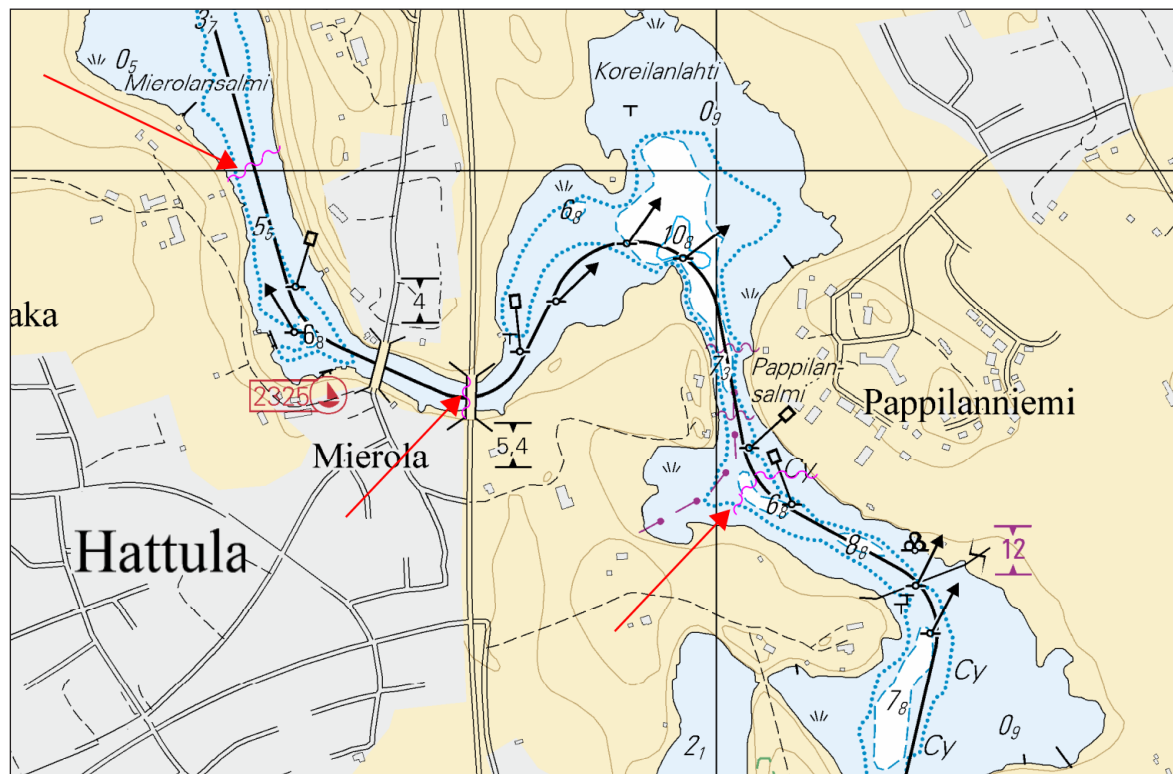 3₇
0₅
Mierolansalmi
Koreilanlahti
0₉
5₅
6₈
10₈
4
aka
6₈
2325
7₃
Pappilan-
salmi
Pappilanniemi
Mierola
5,4
Cy
6₈
Hattula
8₈
12
Cy
7₈
0₉
2₁
Cy